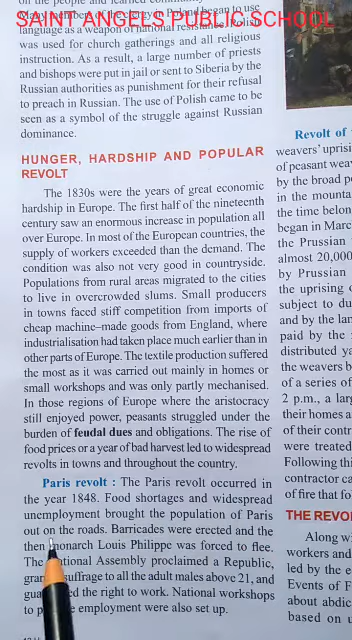 SAINT ANGELS PUBLIC SCHOOL
on the people and
Many members of the clergy in Poland began to use
language as a weapon of national resistance. Polish
was used for church gatherings and all religious
instruction. As a result, a large number of priests
and bishops were put in jail or sent to Siberia by the
Russian authorities as punishment for their refusal
to preach in Russian. The use of Polish came to be
seen as a symbol of the struggle against Russian
dominance.
HUNGER, HARDSHIP AND POPULAR
REVOLT
The 1830s were the years of great economic
hardship in Europe. The first half of the nineteenth
century saw an enormous increase in population all
over Europe. In most of the European countries, the
supply of workers exceeded than the demand. The
condition was also not very good in countryside.
Populations from rural areas migrated to the cities
to live in overcrowded slums. Small producers
in towns faced stiff competition from imports of
cheap machine-made goods from England, where
industrialisation had taken place much earlier than in
other parts of Europe. The textile production suffered
the most as it was carried out mainly in homes or
small workshops and was only partly mechanised.
In those regions of Europe where the aristocracy
still enjoyed power, peasants struggled under the
burden of feudal dues and obligations. The rise of
food prices or a year of bad harvest led to widespread
revolts in towns and throughout the country.
Paris revolt : The Paris revolt occurred in
the year 1848. Food shortages and widespread
unemployment brought the population of Paris
out on the roads. Barricades were erected and the
then monarch Louis Philippe was forced to flee.
The National Assembly proclaimed a Republic,
suffrage to all the adult males above 21, and
the right to work. National workshops
to employment were also set up.
Revolt of
weavers' uprisi
of peasant wea
by the broad p
in the mounta
the time belon
began in Marc
the Prussian
almost 20,000
by Prussian
the uprising o
subject to du
and by the lar
paid by the
distributed ya
the weavers b
of a series of
2 p.m., a larg
their homes a
of their contr
were treated
Following thi
contractor ca
of fire that fo
THE REVO
Along w
workers and
led by the e
Events of F
about abdic
based on u